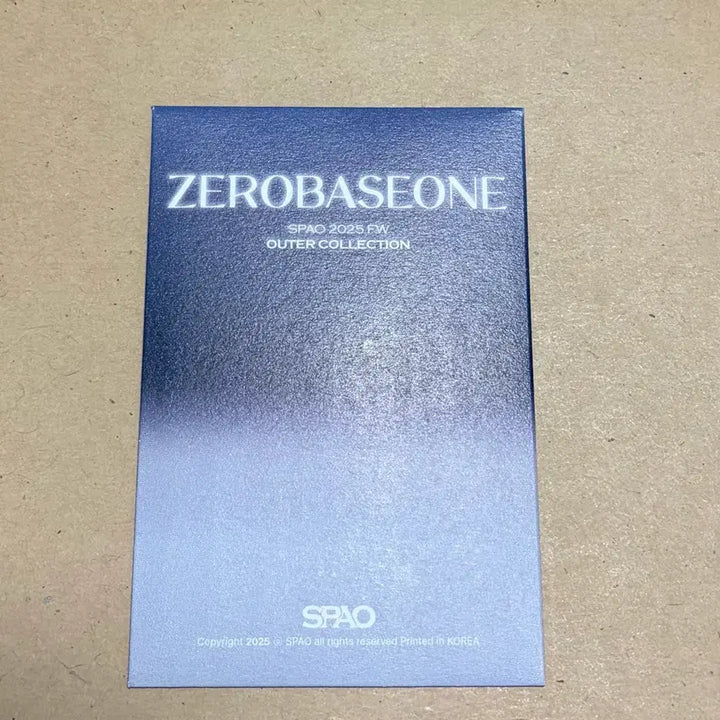 ZEROBASEONE
SPAO 2025 FW
OUTER COLLECTION
SPAO
Copyright 2025 © SPAO all rights reserved Printed in KOREA